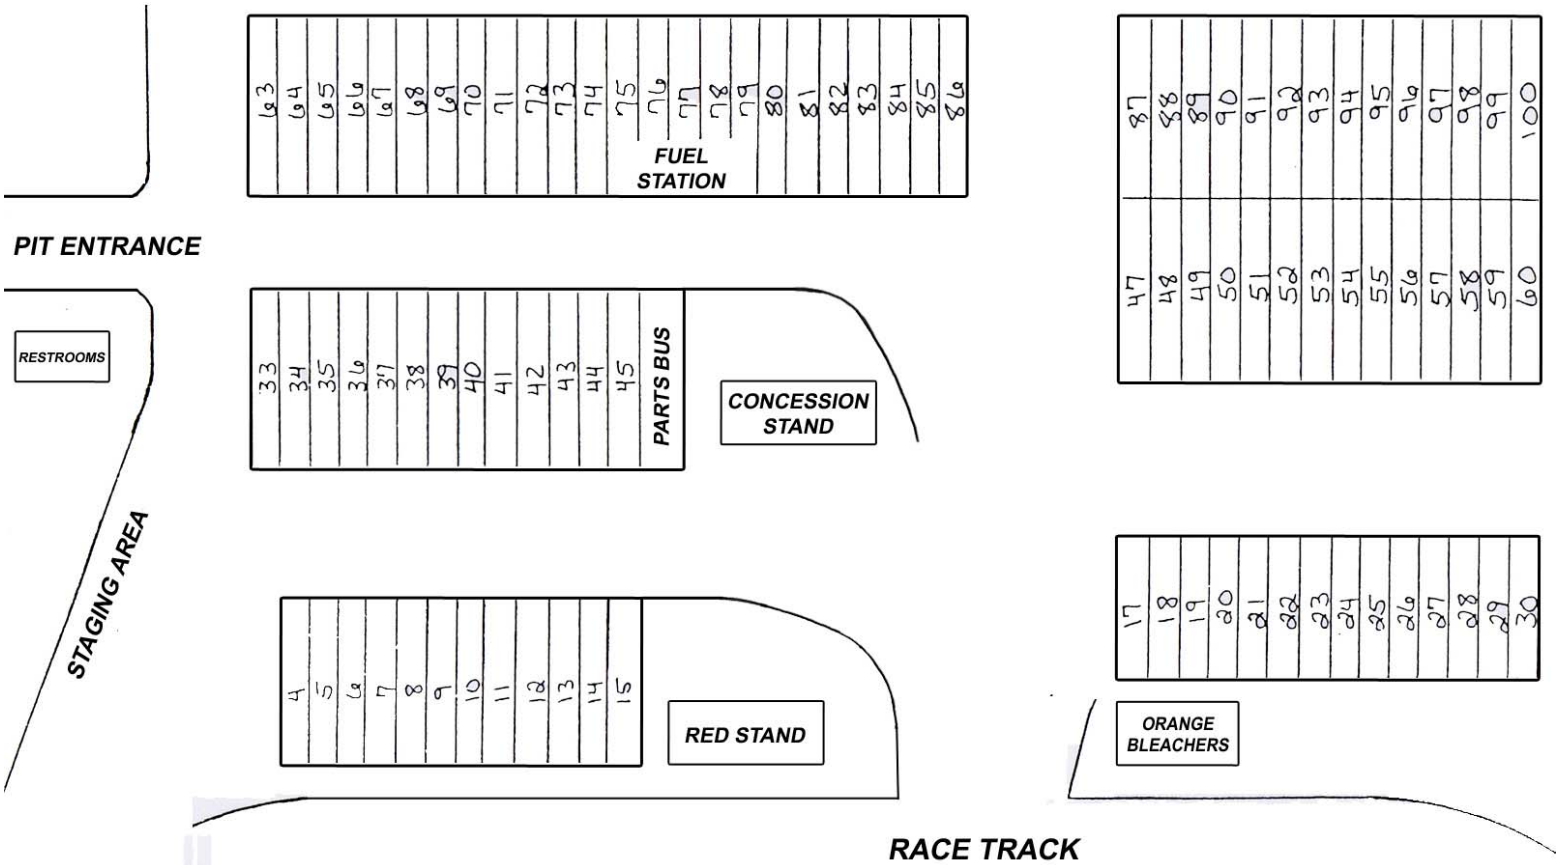 63 64 65 66 67 68 69 70 71 72 73 74 75 76 77 78 79 80 81 82 83 84 85 86
FUEL
STATION
87 88 89 90 91 92 93 94 95 96 97 98 99 100
47 48 49 50 51 52 53 54 55 56 57 58 59 60
PIT ENTRANCE
RESTROOMS
33 34 35 36 37 38 39 40 41 42 43 44 45
PARTS BUS
CONCESSION
STAND
STAGING AREA
4 5 6 7 8 9 10 11 12 13 14 15
RED STAND
17 18 19 20 21 22 23 24 25 26 27 28 29 30
ORANGE
BLEACHERS
RACE TRACK